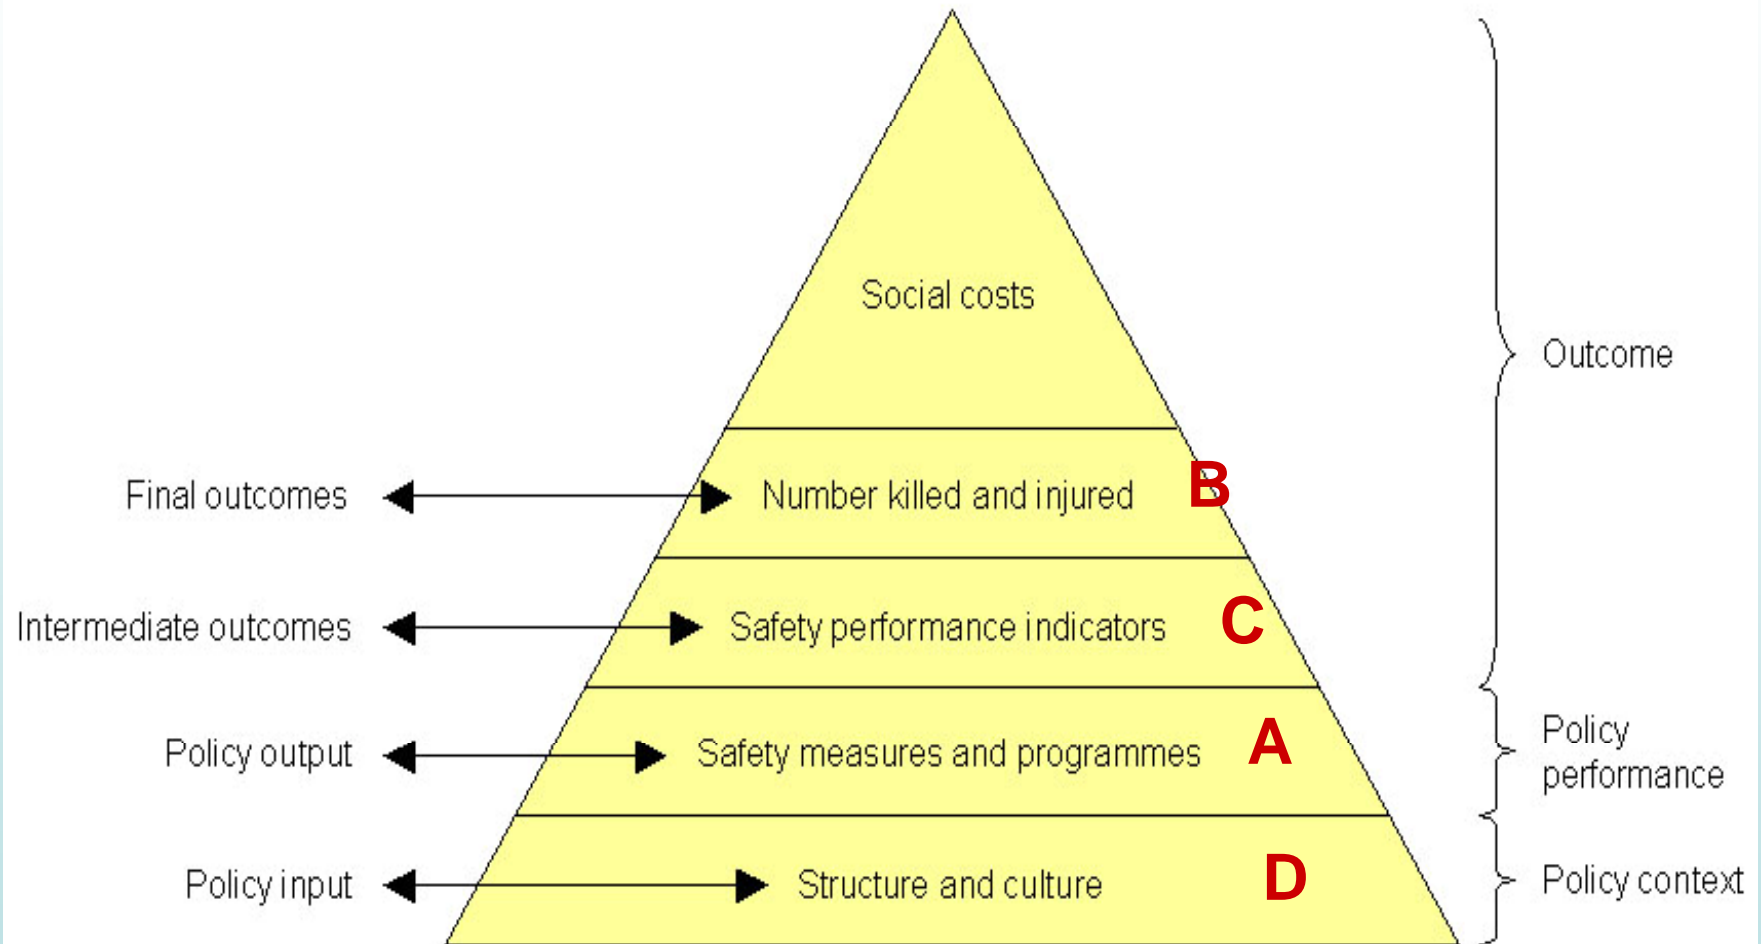 Social costs
Outcome
Final outcomes
Number killed and injured
B
Intermediate outcomes
Safety performance indicators
C
Policy output
Safety measures and programmes
A
Policy
performance
Policy input
Structure and culture
D
Policy context